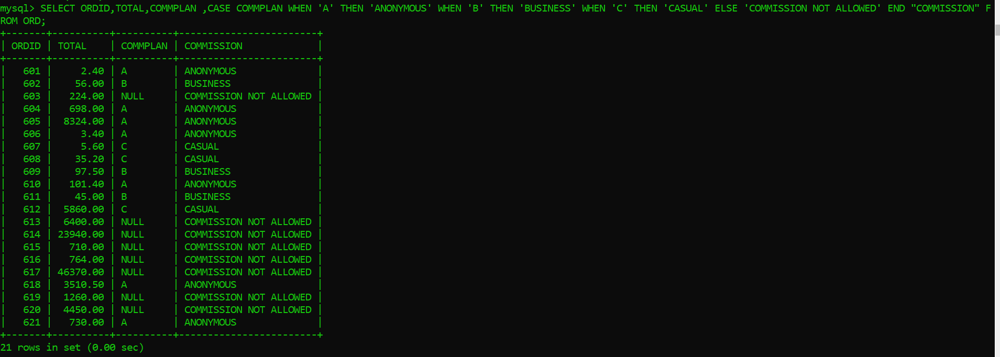 mysql> SELECT ORDID,TOTAL,COMMPLAN ,CASE COMMPLAN WHEN 'A' THEN 'ANONYMOUS' WHEN 'B' THEN 'BUSINESS' WHEN 'C' THEN 'CASUAL' ELSE 'COMMISSION NOT ALLOWED' END "COMMISSION" F
ROM ORD;
+-------+----------+----------+------------------------+
| ORDID | TOTAL    | COMMPLAN | COMMISSION             |
+-------+----------+----------+------------------------+
|   601 |     2.40 | A        | ANONYMOUS              |
|   602 |    56.00 | B        | BUSINESS               |
|   603 |   224.00 | NULL     | COMMISSION NOT ALLOWED |
|   604 |   698.00 | A        | ANONYMOUS              |
|   605 |  8324.00 | A        | ANONYMOUS              |
|   606 |     3.40 | A        | ANONYMOUS              |
|   607 |     5.60 | C        | CASUAL                 |
|   608 |    35.20 | C        | CASUAL                 |
|   609 |    97.50 | B        | BUSINESS               |
|   610 |   101.40 | A        | ANONYMOUS              |
|   611 |    45.00 | B        | BUSINESS               |
|   612 |  5860.00 | C        | CASUAL                 |
|   613 |  6400.00 | NULL     | COMMISSION NOT ALLOWED |
|   614 | 23940.00 | NULL     | COMMISSION NOT ALLOWED |
|   615 |   710.00 | NULL     | COMMISSION NOT ALLOWED |
|   616 |   764.00 | NULL     | COMMISSION NOT ALLOWED |
|   617 | 46370.00 | NULL     | COMMISSION NOT ALLOWED |
|   618 |  3510.50 | A        | ANONYMOUS              |
|   619 |  1260.00 | NULL     | COMMISSION NOT ALLOWED |
|   620 |  4450.00 | NULL     | COMMISSION NOT ALLOWED |
|   621 |   730.00 | A        | ANONYMOUS              |
+-------+----------+----------+------------------------+
21 rows in set (0.00 sec)